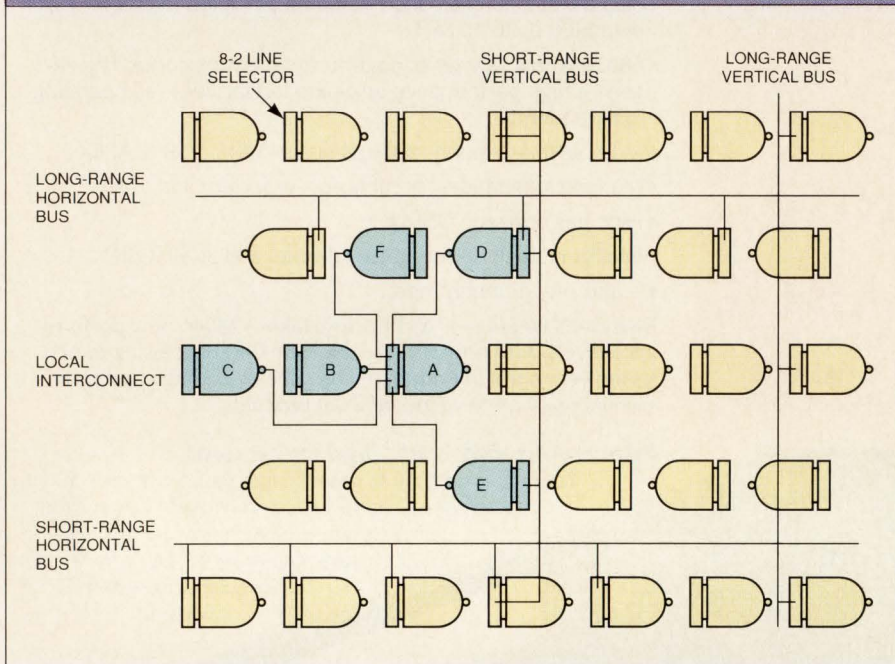 8-2 LINE
SELECTOR
SHORT-RANGE
VERTICAL BUS
LONG-RANGE
VERTICAL BUS
LONG-RANGE
HORIZONTAL
BUS
F
D
LOCAL
INTERCONNECT
C
B
A
E
SHORT-RANGE
HORIZONTAL
BUS